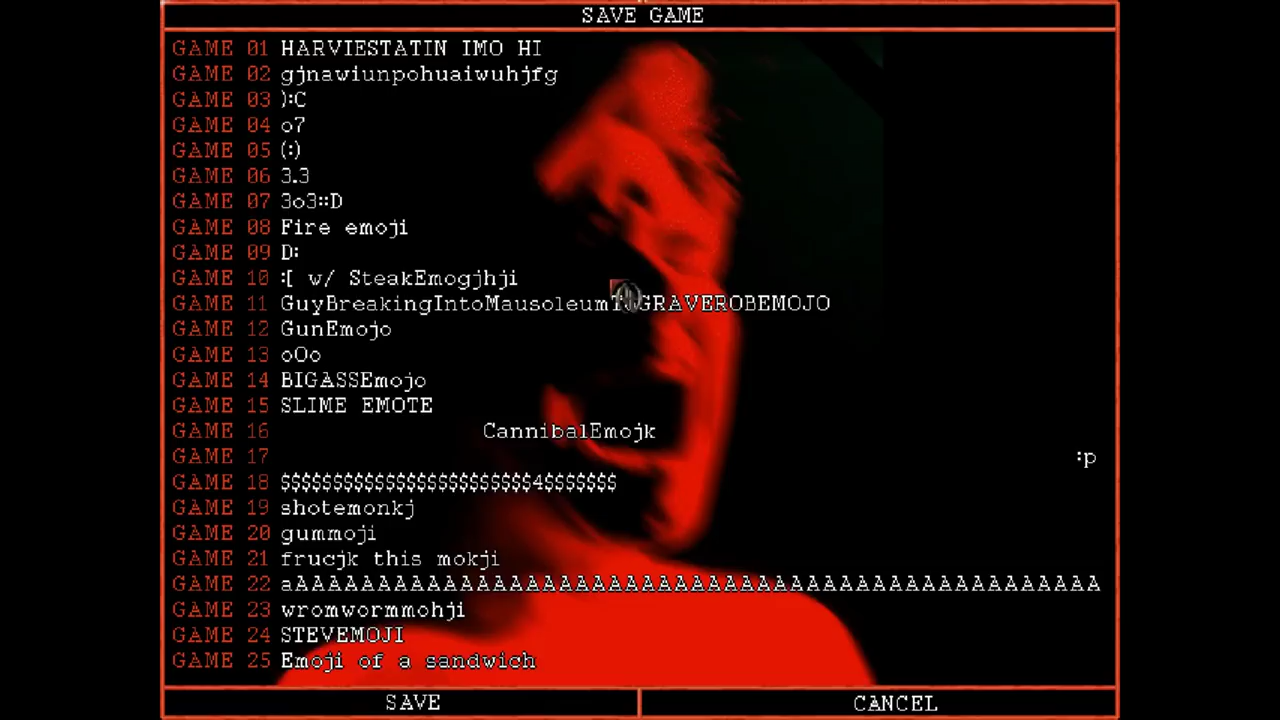 SAVE GAME
GAME 01 HARVIESTATIN IMO HI
GAME 02 gjnawiunpohuaiwuhjfg
GAME 03 ):C
GAME 04 o7
GAME 05 (:)
GAME 06 3.3
GAME 07 3o3::D
GAME 08 Fire emoji
GAME 09 D:
GAME 10 :[ w/ SteakEmogjhji
GAME 11 GuyBreakingIntoMausoleumToGRAVEROBEMOJO
GAME 12 GunEmojo
GAME 13 oOo
GAME 14 BIGASSEmojo
GAME 15 SLIME EMOTE
GAME 16 CannibalEmojk
GAME 17 :p
GAME 18 $$$$$$$$$$$$$$$$$$$$$$4$$$$$$$
GAME 19 shotemonkj
GAME 20 gummoji
GAME 21 frucjk this mokji
GAME 22 aAAAAAAAAAAAAAAAAAAAAAAAAAAAAAAAAAAAAAAAAAAAAAAAAA
GAME 23 wromwormmohji
GAME 24 STEVEMOJI
GAME 25 Emoji of a sandwich
SAVE CANCEL